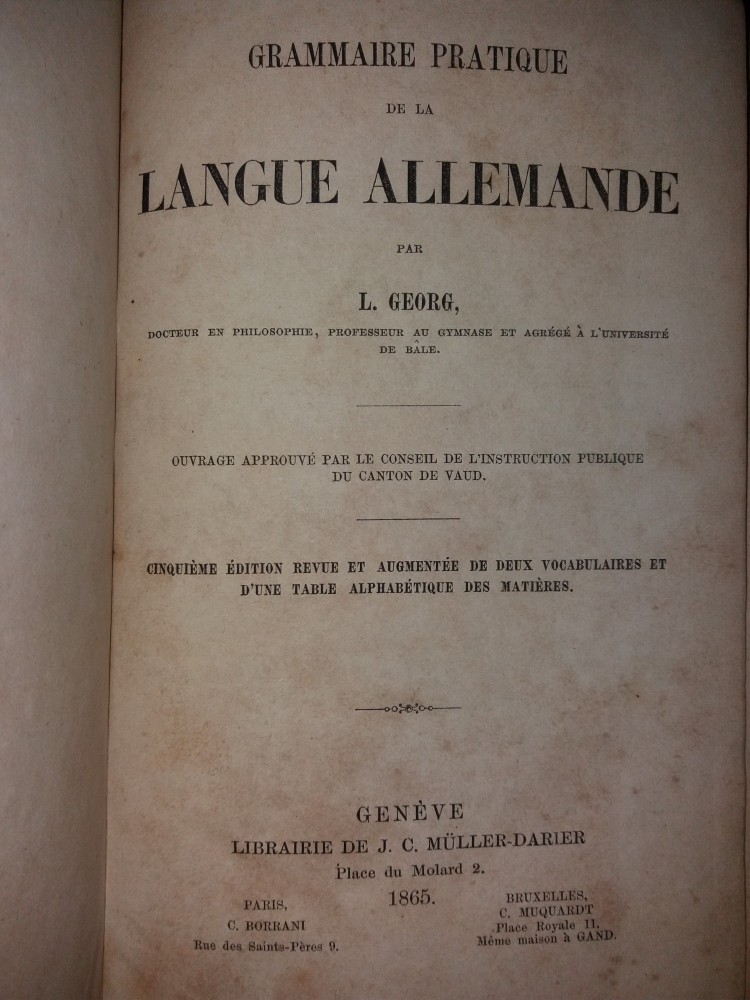 GRAMMAIRE PRATIQUE
DE LA
LANGUE ALLEMANDE
PAR
L. GEORG,
DOCTEUR EN PHILOSOPHIE, PROFESSEUR AU GYMNASE ET AGRÉGÉ À L'UNIVERSITÉ
DE BÂLE.
OUVRAGE APPROUVÉ PAR LE CONSEIL DE L'INSTRUCTION PUBLIQUE
DU CANTON DE VAUD.
CINQUIÈME ÉDITION REVUE ET AUGMENTÉE DE DEUX VOCABULAIRES ET
D'UNE TABLE ALPHABÉTIQUE DES MATIÈRES.
GENÈVE
LIBRAIRIE DE J. C. MÜLLER-DARIER
Place du Molard 2.
1865.
PARIS,
C. BORRANI
Rue des Saints-Pères 9.
BRUXELLES,
C. MUQUARDT
Place Royale 11.
Même maison à GAND.